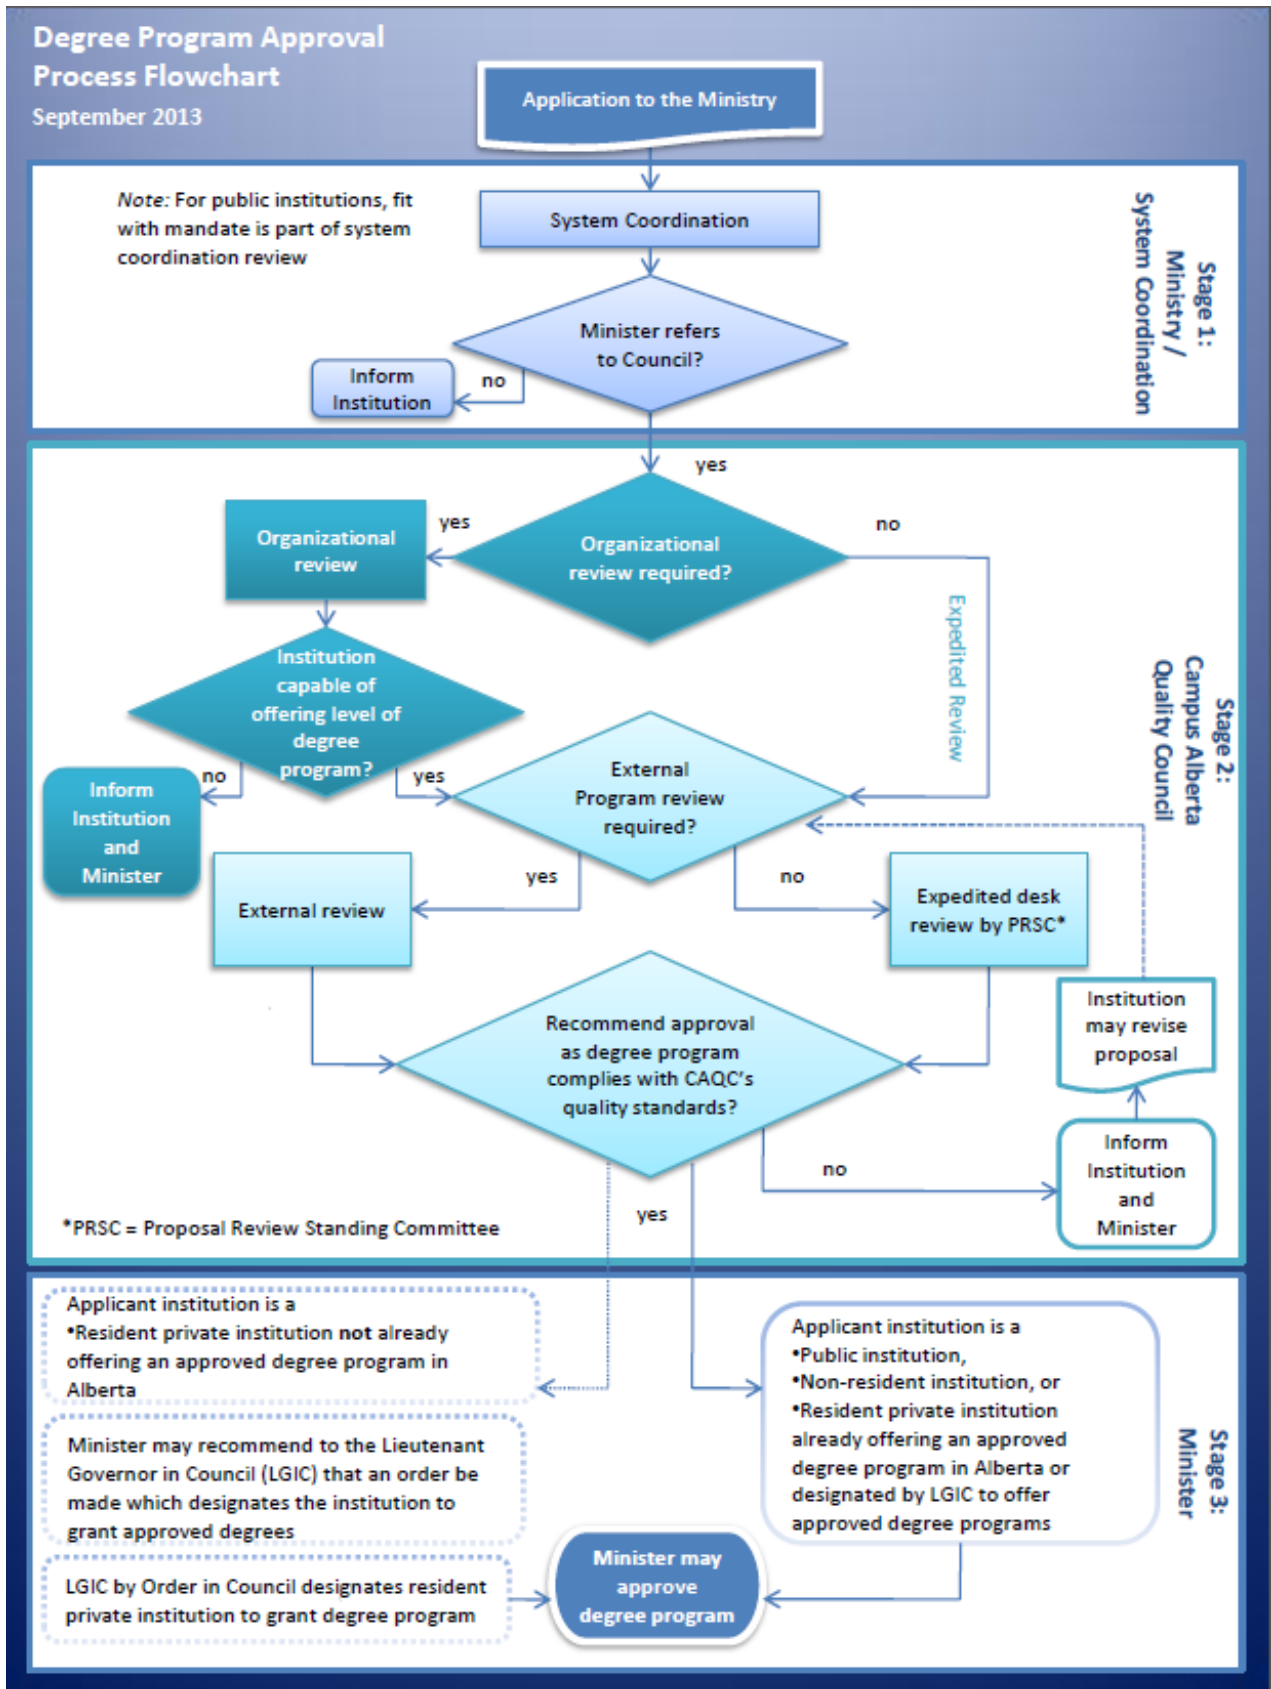 Degree Program Approval
Process Flowchart
September 2013
Application to the Ministry
Note: For public institutions, fit
with mandate is part of system
coordination review
System Coordination
Stage 1:
Ministry /
System Coordination
Minister refers
to Council?
no
Inform
Institution
yes
Organizational
review required?
yes
no
Organizational
review
Expedited Review
Institution
capable of
offering level of
degree
program?
Stage 2:
Campus Alberta
Quality Council
no
yes
Inform
Institution
and
Minister
External
Program review
required?
yes
no
External review
Expedited desk
review by PRSC*
Institution
may revise
proposal
Recommend approval
as degree program
complies with CAQC's
quality standards?
no
Inform
Institution
and
Minister
yes
*PRSC = Proposal Review Standing Committee
Applicant institution is a
•Resident private institution not already
offering an approved degree program in
Alberta
Applicant institution is a
•Public institution,
•Non-resident institution, or
•Resident private institution
already offering an approved
degree program in Alberta or
designated by LGIC to offer
approved degree programs
Stage 3:
Minister
Minister may recommend to the Lieutenant
Governor in Council (LGIC) that an order be
made which designates the institution to
grant approved degrees
LGIC by Order in Council designates resident
private institution to grant degree program
Minister may
approve
degree program